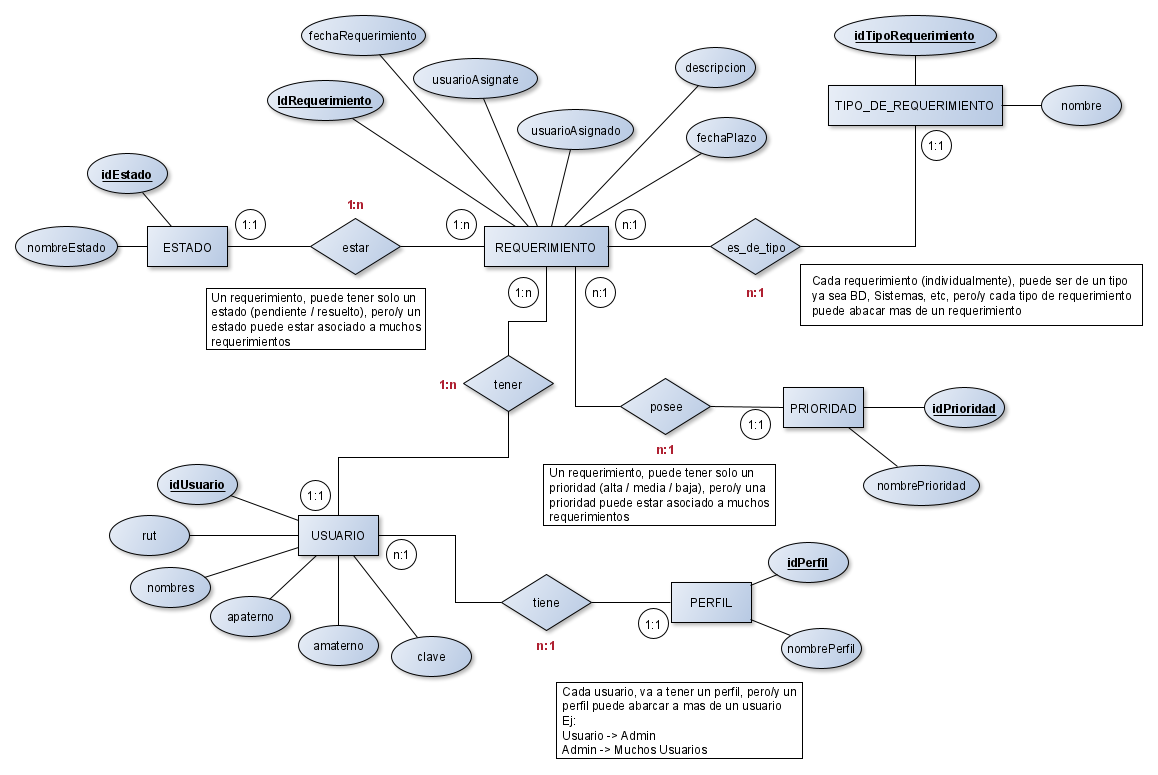 fechaRequerimiento
idTipoRequerimiento
usuarioAsignate
descripcion
IdRequerimiento
TIPO_DE_REQUERIMIENTO
nombre
usuarioAsignado
fechaPlazo
1:1
idEstado
1:n
1:1
1:n
n:1
nombreEstado
ESTADO
estar
REQUERIMIENTO
es_de_tipo
1:n
n:1
n:1
Un requerimiento, puede tener solo un
estado (pendiente / resuelto), pero/y un
estado puede estar asociado a muchos
requerimientos
Cada requerimiento (individualmente), puede ser de un tipo
ya sea BD, Sistemas, etc, pero/y cada tipo de requerimiento
puede abacar mas de un requerimiento
1:n
tener
posee
PRIORIDAD
idPrioridad
1:1
n:1
Un requerimiento, puede tener solo un
prioridad (alta / media / baja), pero/y una
prioridad puede estar asociado a muchos
requerimientos
nombrePrioridad
idUsuario
1:1
rut
USUARIO
n:1
nombres
idPerfil
apaterno
tiene
PERFIL
1:1
amaterno
n:1
clave
nombrePerfil
Cada usuario, va a tener un perfil, pero/y un
perfil puede abarcar a mas de un usuario
Ej:
Usuario -> Admin
Admin -> Muchos Usuarios